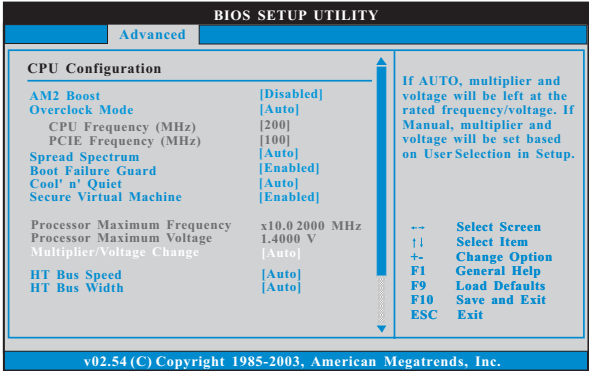 BIOS SETUP UTILITY
Advanced
CPU Configuration
AM2 Boost [Disabled]
Overclock Mode [Auto]
CPU Frequency (MHz) [200]
PCIE Frequency (MHz) [100]
Spread Spectrum [Auto]
Boot Failure Guard [Enabled]
Cool' n' Quiet [Auto]
Secure Virtual Machine [Enabled]
Processor Maximum Frequency x10.0 2000 MHz
Processor Maximum Voltage 1.4000 V
Multiplier/Voltage Change [Auto]
HT Bus Speed [Auto]
HT Bus Width [Auto]
If AUTO, multiplier and
voltage will be left at the
rated frequency/voltage. If
Manual, multiplier and
voltage will be set based
on User Selection in Setup.
←→ Select Screen
↑↓ Select Item
+- Change Option
F1 General Help
F9 Load Defaults
F10 Save and Exit
ESC Exit
v02.54 (C) Copyright 1985-2003, American Megatrends, Inc.